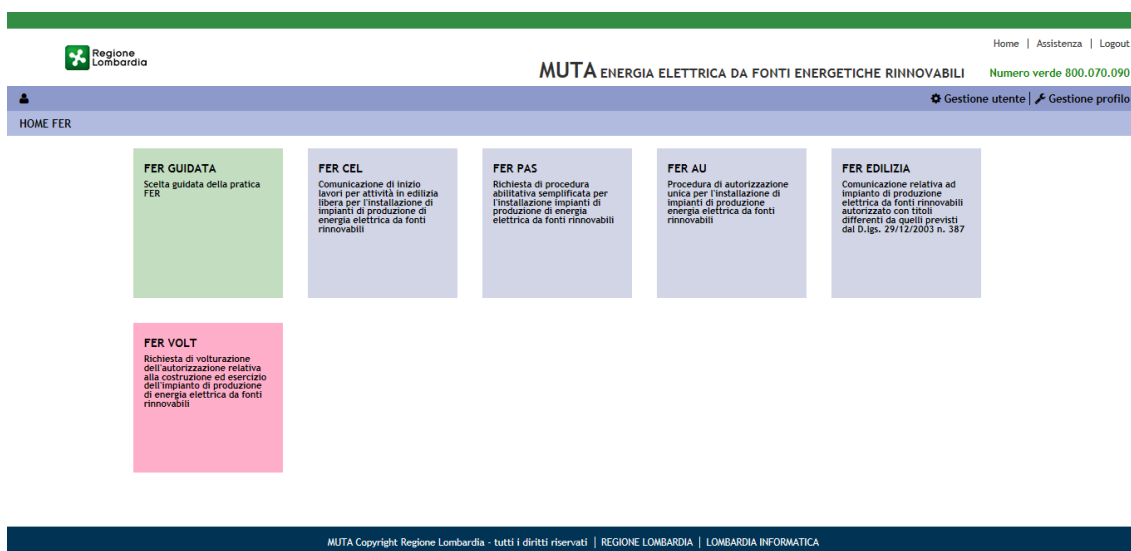 Home | Assistenza | Logout
Regione
Lombardia
MUTA ENERGIA ELETTRICA DA FONTI ENERGETICHE RINNOVABILI
Numero verde 800.070.090
Gestione utente | Gestione profilo
HOME FER
FER GUIDATA
Scelta guidata della pratica
FER
FER CEL
Comunicazione di inizio
lavori per attività in edilizia
libera per l'installazione di
impianti di produzione di
energia elettrica da fonti
rinnovabili
FER PAS
Richiesta di procedura
abilitativa semplificata per
l'installazione impianti di
produzione di energia
elettrica da fonti rinnovabili
FER AU
Procedura di autorizzazione
unica per l'installazione di
impianti di produzione
energia elettrica da fonti
rinnovabili
FER EDILIZIA
Comunicazione relativa ad
impianto di produzione
elettrica da fonti rinnovabili
autorizzato con titoli
differenti da quelli previsti
dal D.lgs. 29/12/2003 n. 387
FER VOLT
Richiesta di volturazione
dell'autorizzazione relativa
alla costruzione ed esercizio
dell'impianto di produzione
di energia elettrica da fonti
rinnovabili
MUTA Copyright Regione Lombardia - tutti i diritti riservati | REGIONE LOMBARDIA | LOMBARDIA INFORMATICA